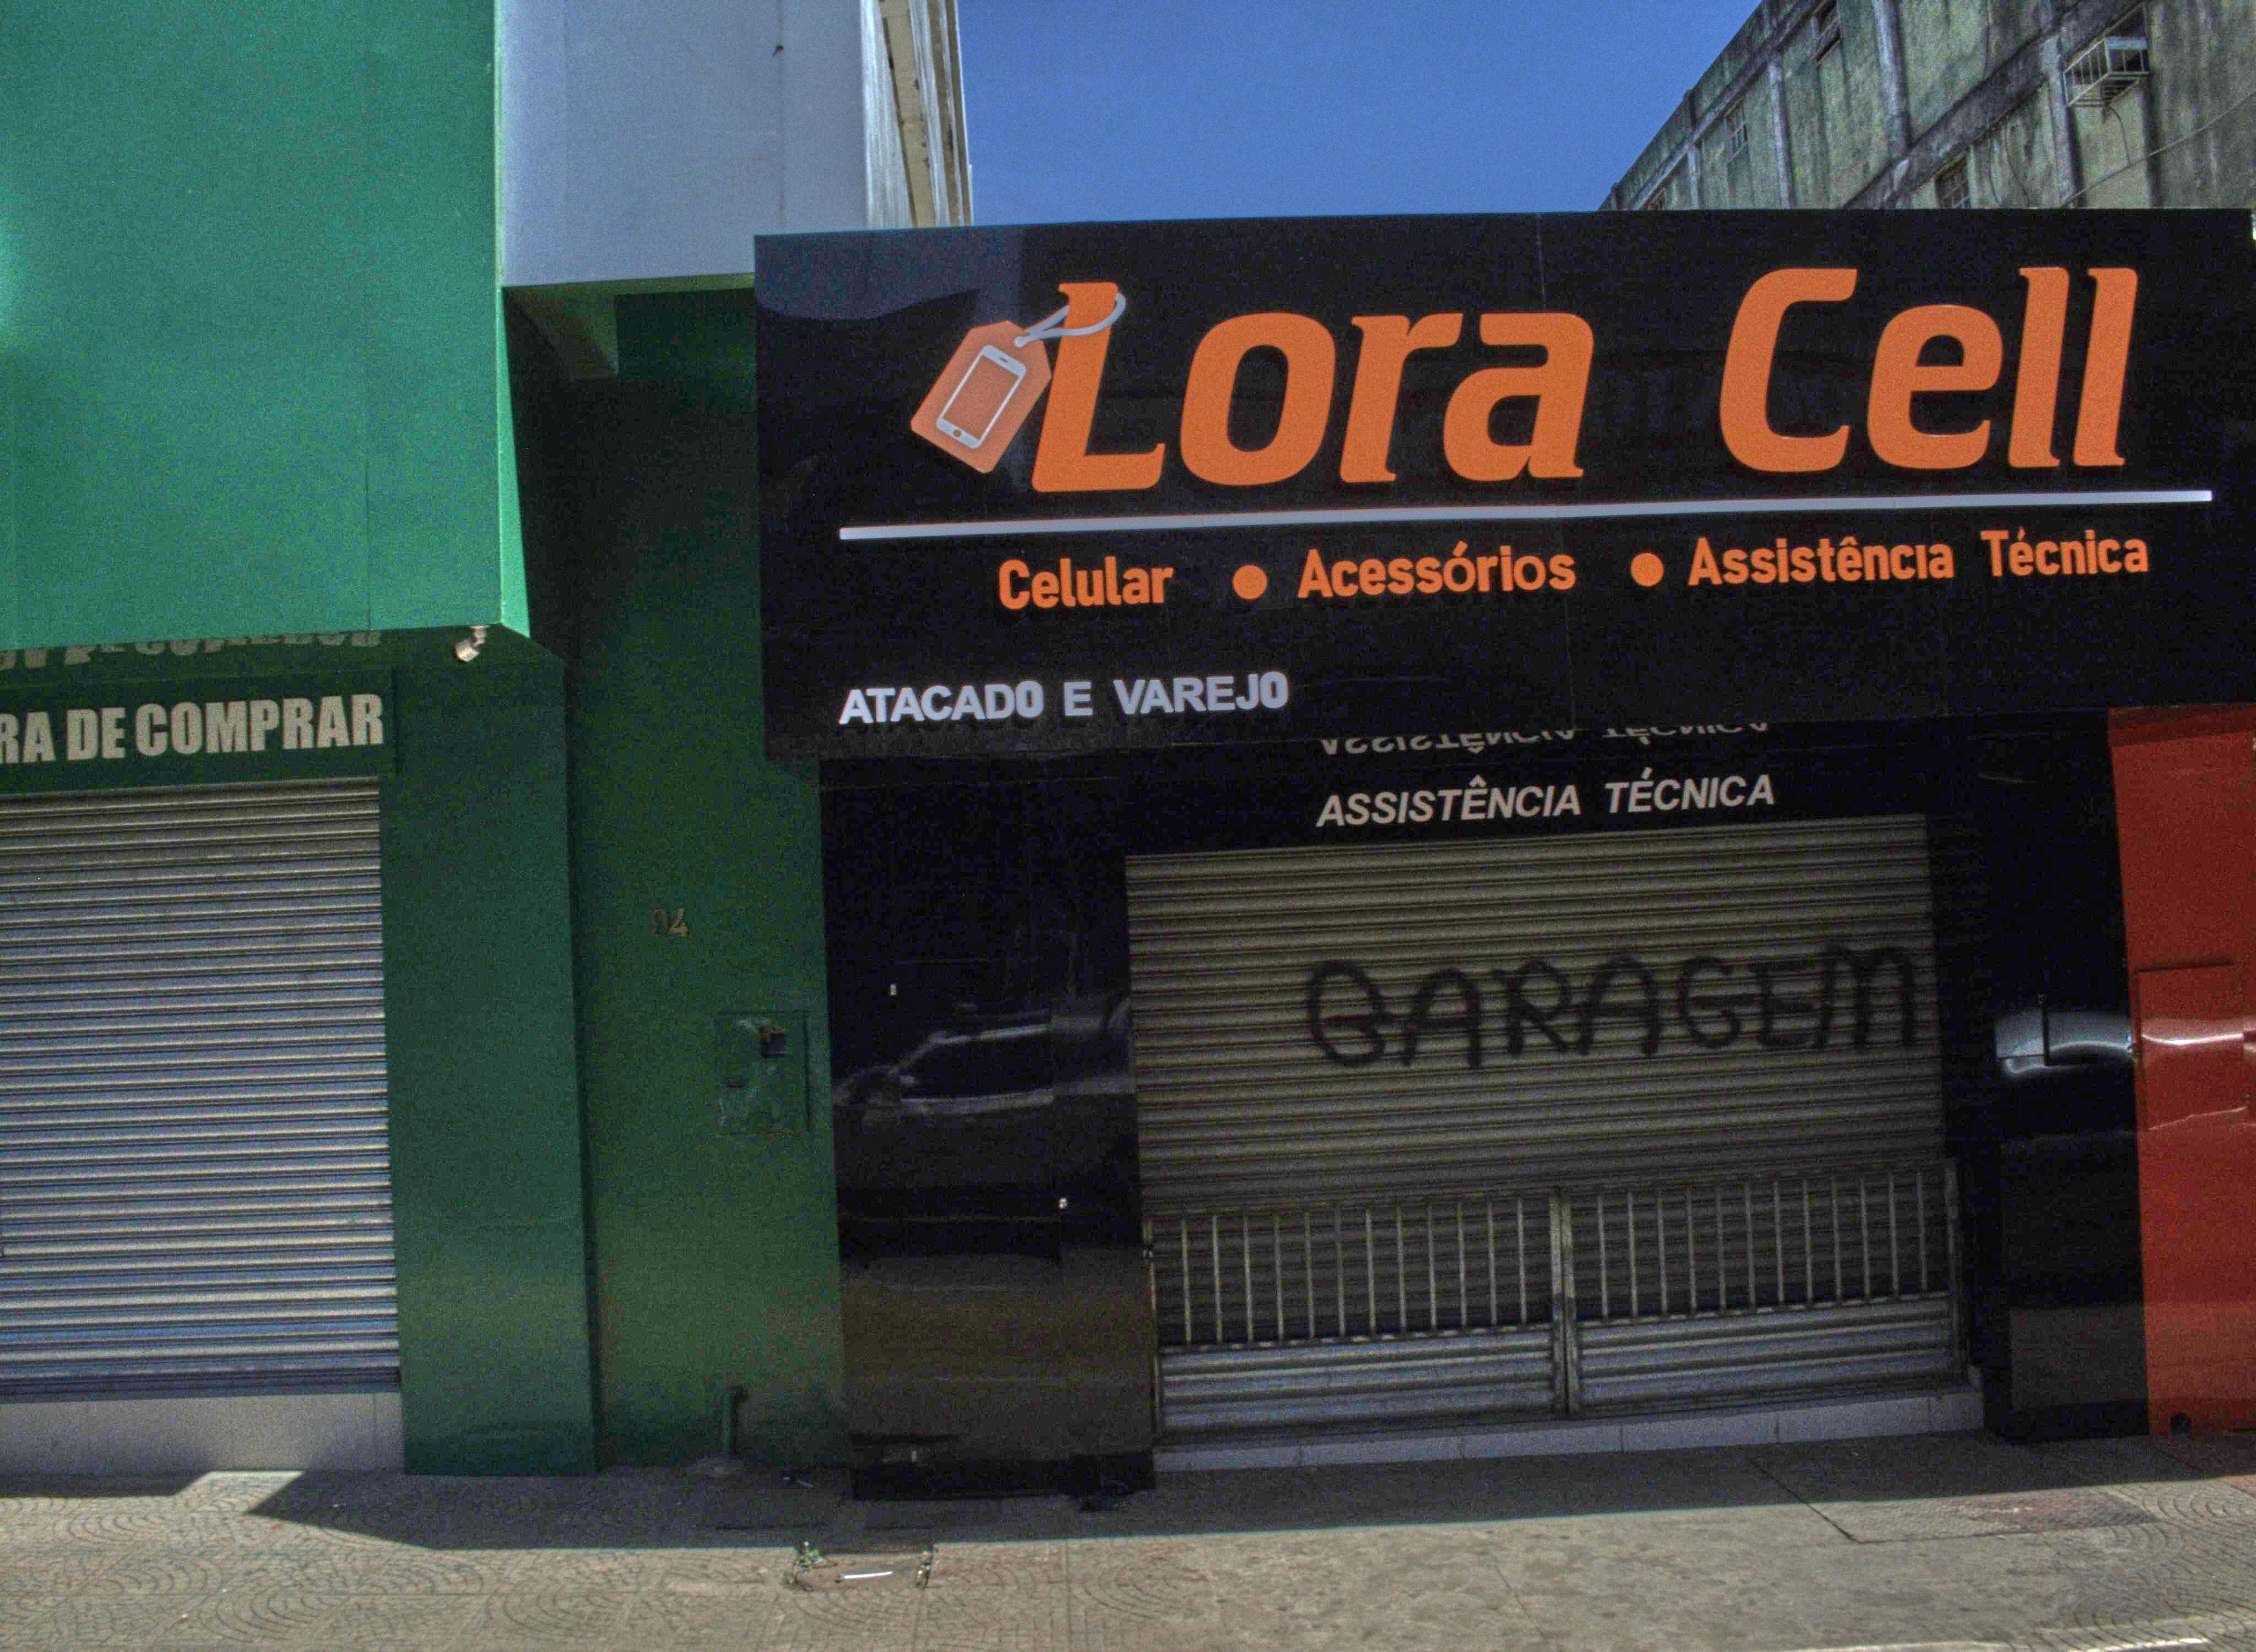 Lora Cell
Celular • Acessórios • Assistência Técnica
ATACADO E VAREJO
ASSISTÊNCIA TÉCNICA
GARAGEM
RA DE COMPRAR
94